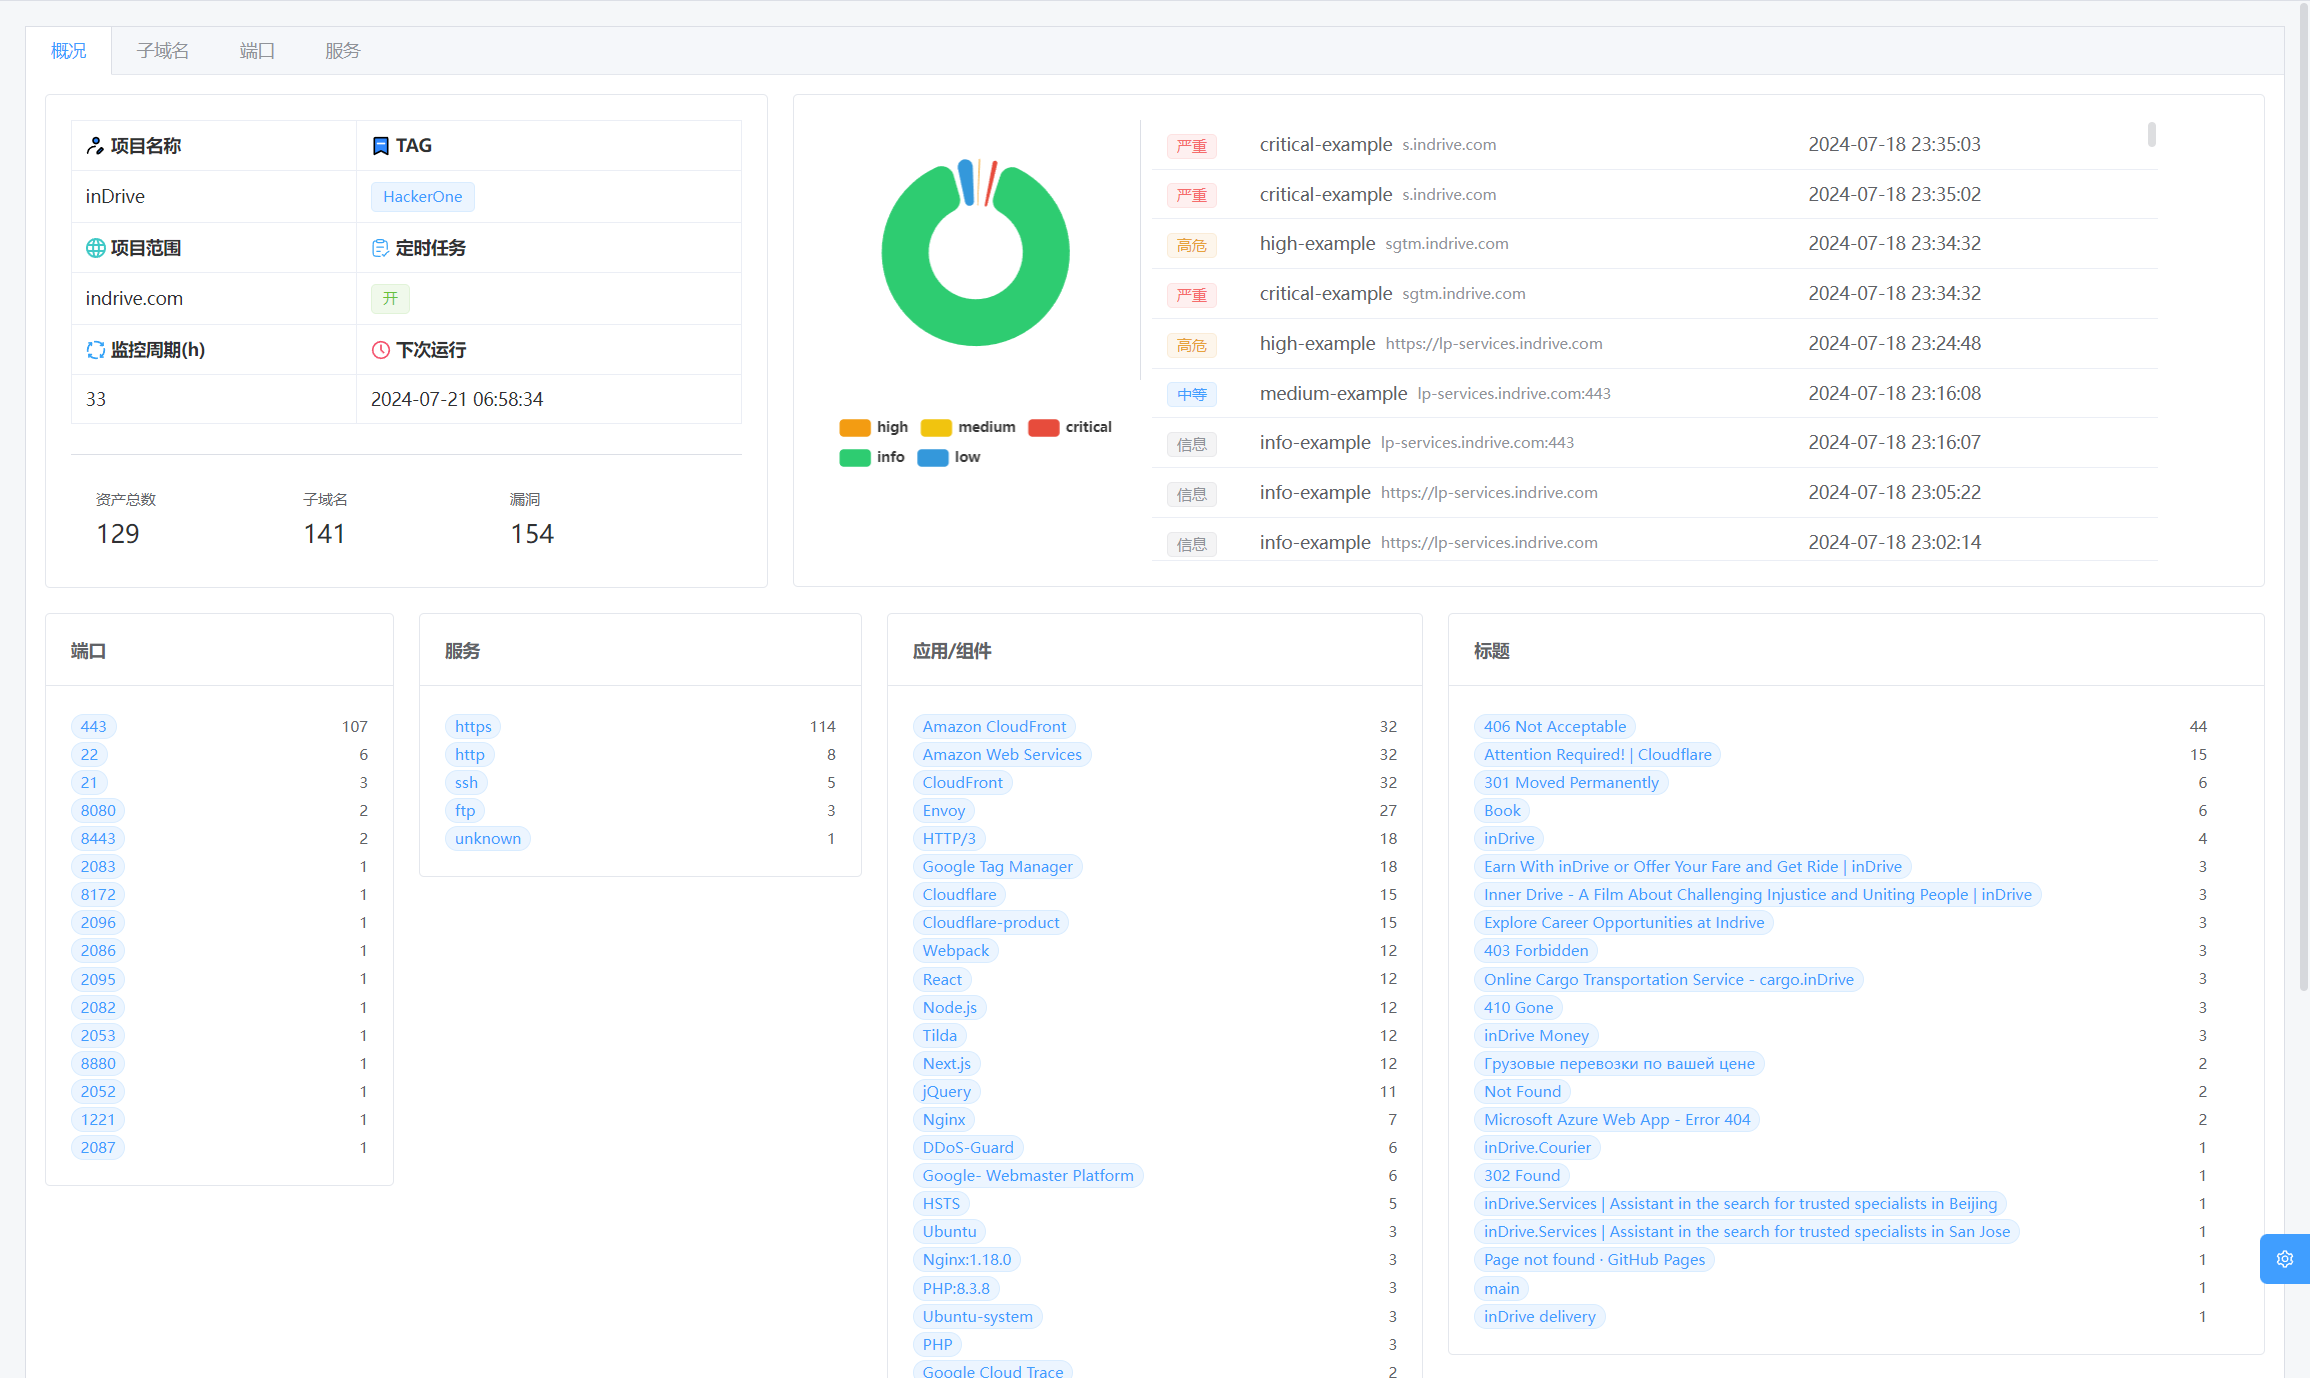 概况 子域名 端口 服务
项目名称 TAG
inDrive HackerOne
项目范围 定时任务
indrive.com 开
监控周期(h) 下次运行
33 2024-07-21 06:58:34
资产总数 子域名 漏洞
129 141 154
high medium critical
info low
严重 critical-example s.indrive.com 2024-07-18 23:35:03
严重 critical-example s.indrive.com 2024-07-18 23:35:02
高危 high-example sgtm.indrive.com 2024-07-18 23:34:32
严重 critical-example sgtm.indrive.com 2024-07-18 23:34:32
高危 high-example https://lp-services.indrive.com 2024-07-18 23:24:48
中等 medium-example lp-services.indrive.com:443 2024-07-18 23:16:08
信息 info-example lp-services.indrive.com:443 2024-07-18 23:16:07
信息 info-example https://lp-services.indrive.com 2024-07-18 23:05:22
信息 info-example https://lp-services.indrive.com 2024-07-18 23:02:14
端口
443 107
22 6
21 3
8080 2
8443 2
2083 1
8172 1
2096 1
2086 1
2095 1
2082 1
2053 1
8880 1
2052 1
1221 1
2087 1
服务
https 114
http 8
ssh 5
ftp 3
unknown 1
应用/组件
Amazon CloudFront 32
Amazon Web Services 32
CloudFront 32
Envoy 27
HTTP/3 18
Google Tag Manager 18
Cloudflare 15
Cloudflare-product 15
Webpack 12
React 12
Node.js 12
Tilda 12
Next.js 12
jQuery 11
Nginx 7
DDoS-Guard 6
Google- Webmaster Platform 6
HSTS 5
Ubuntu 3
Nginx:1.18.0 3
PHP:8.3.8 3
Ubuntu-system 3
PHP 3
Google Cloud Trace 2
标题
406 Not Acceptable 44
Attention Required! | Cloudflare 15
301 Moved Permanently 6
Book 6
inDrive 4
Earn With inDrive or Offer Your Fare and Get Ride | inDrive 3
Inner Drive - A Film About Challenging Injustice and Uniting People | inDrive 3
Explore Career Opportunities at Indrive 3
403 Forbidden 3
Online Cargo Transportation Service - cargo.inDrive 3
410 Gone 3
inDrive Money 3
Грузовые перевозки по вашей цене 2
Not Found 2
Microsoft Azure Web App - Error 404 2
inDrive.Courier 1
302 Found 1
inDrive.Services | Assistant in the search for trusted specialists in Beijing 1
inDrive.Services | Assistant in the search for trusted specialists in San Jose 1
Page not found · GitHub Pages 1
main 1
inDrive delivery 1